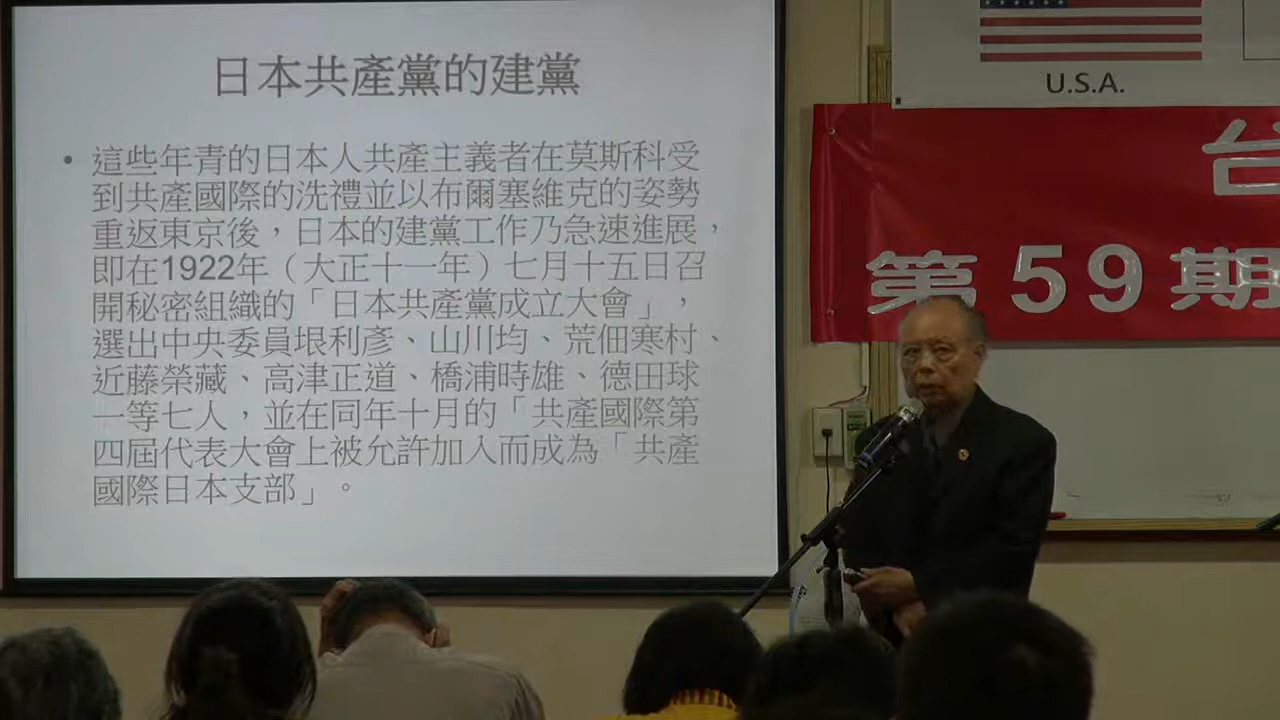 日本共產黨的建黨
• 這些年青的日本人共產主義者在莫斯科受
到共產國際的洗禮並以布爾塞維克的姿勢
重返東京後，日本的建黨工作乃急速進展，
即在1922年（大正十一年）七月十五日召
開秘密組織的「日本共產黨成立大會」，
選出中央委員垠利彥、山川均、荒佃寒村、
近藤榮藏、高津正道、橋浦時雄、德田球
一等七人，並在同年十月的「共產國際第
四屆代表大會上被允許加入而成為「共產
國際日本支部」。
U.S.A.
台
第59期